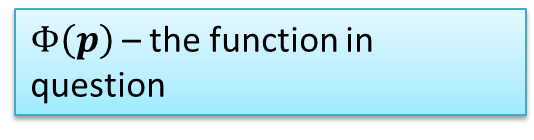 Φ(𝒑) – the function in
question